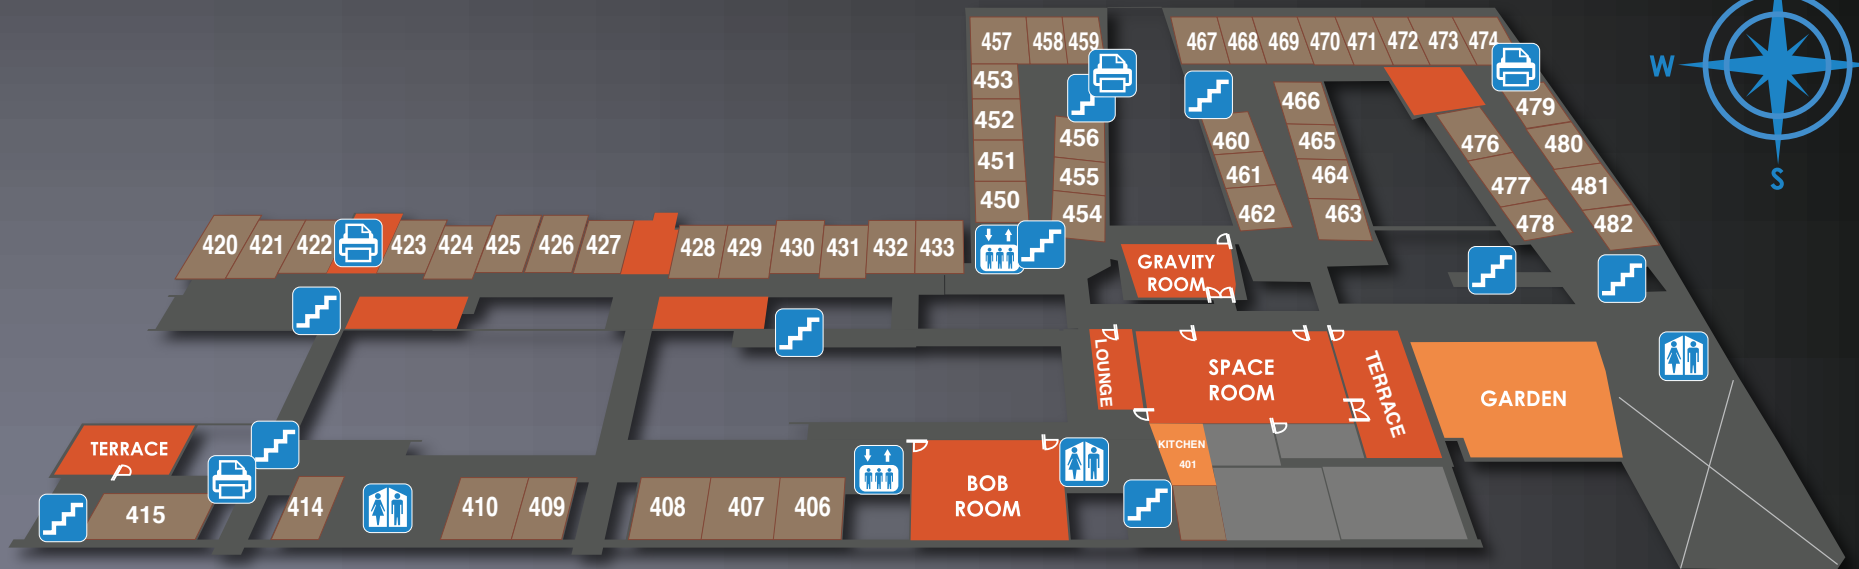 457 458 459
467 468 469 470 471 472 473 474
W
S
453
452
451
450
456
455
454
460
461
462
466
465
464
463
479
480
481
482
476
477
478
420 421 422 423 424 425 426 427 428 429 430 431 432 433
GRAVITY
ROOM
LOUNGE
SPACE
ROOM
TERRACE
GARDEN
KITCHEN
401
TERRACE
415
414
410 409
408 407 406
BOB
ROOM